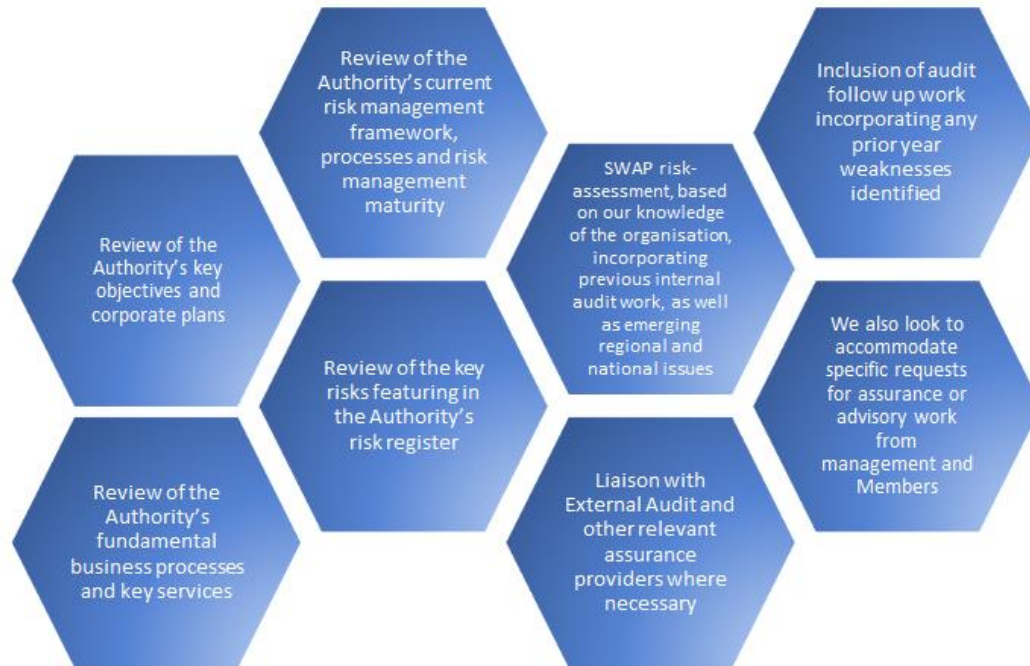 Review of the
Authority's current
risk management
framework,
processes and risk
management
maturity
Inclusion of audit
follow up work
incorporating any
prior year
weaknesses
identified
SWAP risk-
assessment, based
on our knowledge
of the organisation,
incorporating
previous internal
audit work, as well
as emerging
regional and
national issues
Review of the
Authority's key
objectives and
corporate plans
Review of the key
risks featuring in
the Authority's
risk register
We also look to
accommodate
specific requests
for assurance or
advisory work
from
management and
Members
Review of the
Authority's
fundamental
business processes
and key services
Liaison with
External Audit and
other relevant
assurance
providers where
necessary